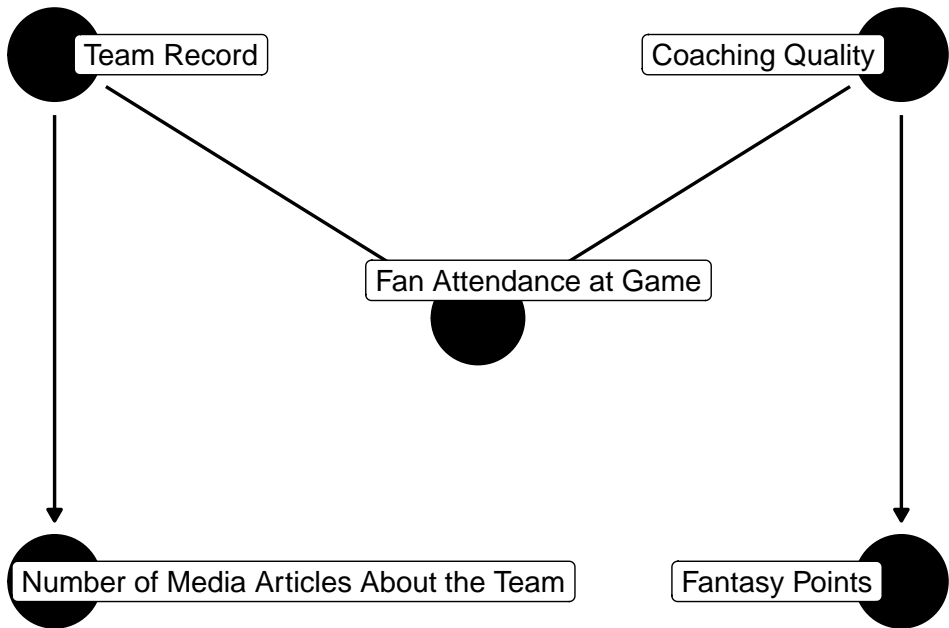 Team Record
Coaching Quality
Fan Attendance at Game
Number of Media Articles About the Team
Fantasy Points